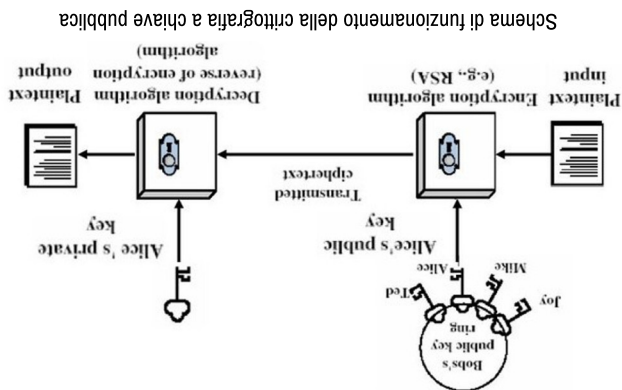 Bobs's
public key
ring
Joy
Ted
Mike
Alice
Alice's public
key
Alice's private
key
Transmitted
ciphertext
Plaintext
input
Encryption algorithm
(e.g., RSA)
Decryption algorithm
(reverse of encryption
algorithm)
Plaintext
output
Schema di funzionamento della crittografia a chiave pubblica